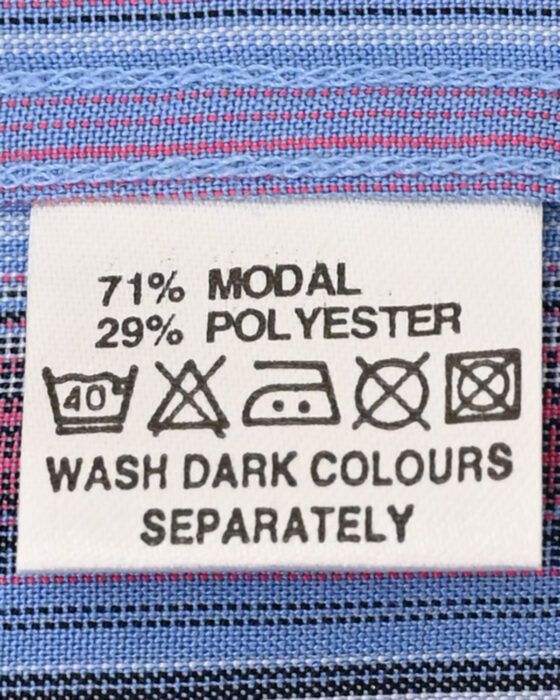 71% MODAL
29% POLYESTER
40°
WASH DARK COLOURS
SEPARATELY